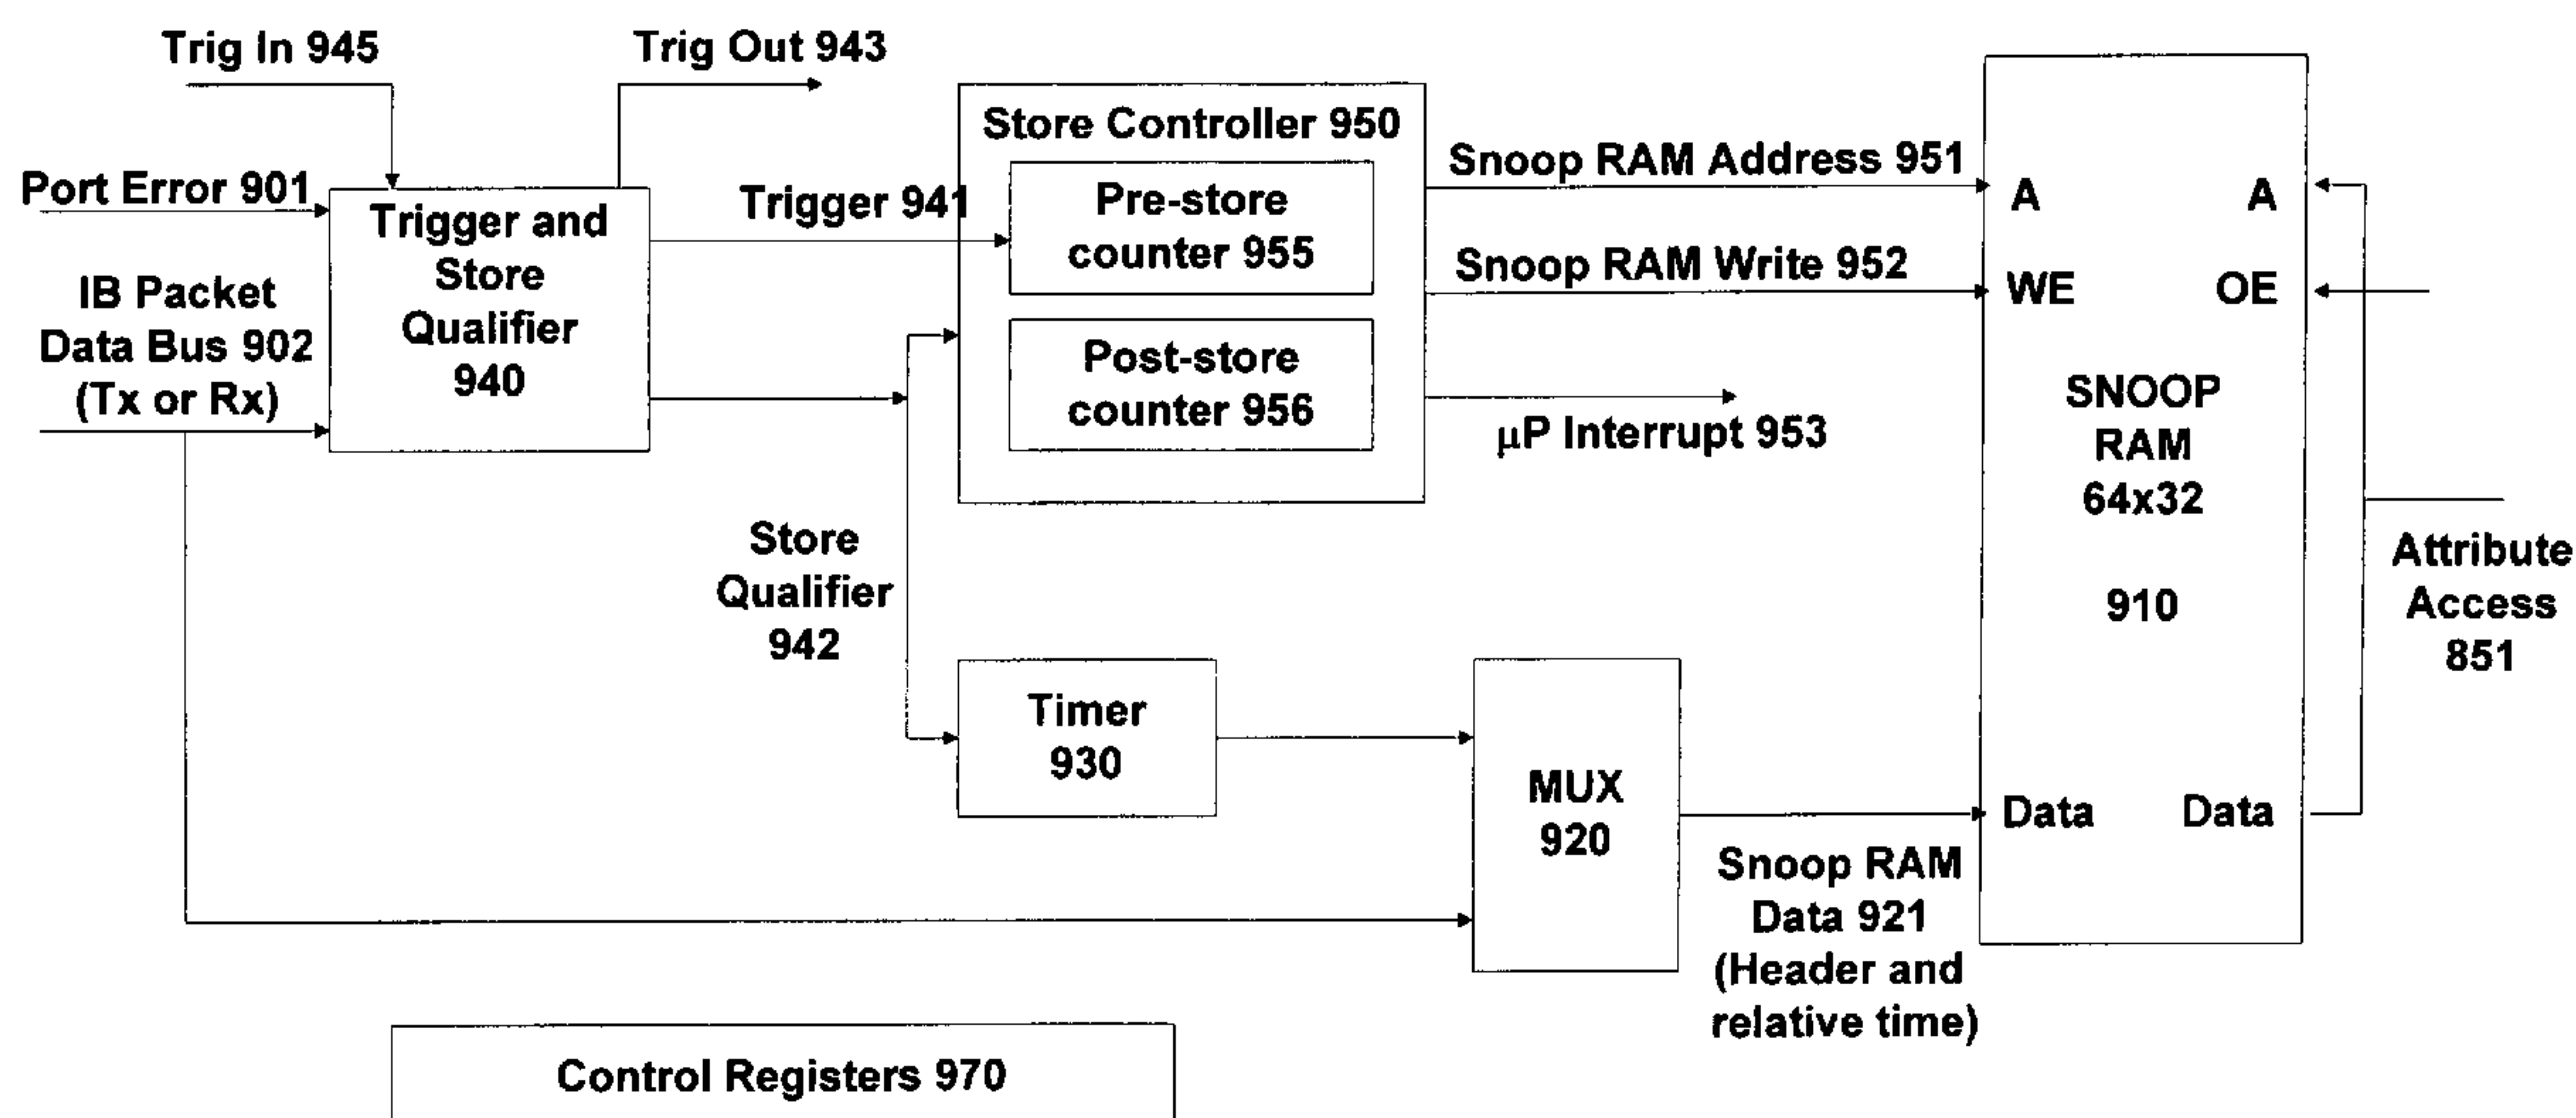 Trig In 945
Trig Out 943
Port Error 901
IB Packet
Data Bus 902
(Tx or Rx)
Trigger and
Store
Qualifier
940
Trigger 941
Store Controller 950
Pre-store
counter 955
Post-store
counter 956
Snoop RAM Address 951
Snoop RAM Write 952
µP Interrupt 953
A
A
WE
OE
SNOOP
RAM
64x32
910
Data
Data
Attribute
Access
851
Store
Qualifier
942
Timer
930
MUX
920
Snoop RAM
Data 921
(Header and
relative time)
Control Registers 970